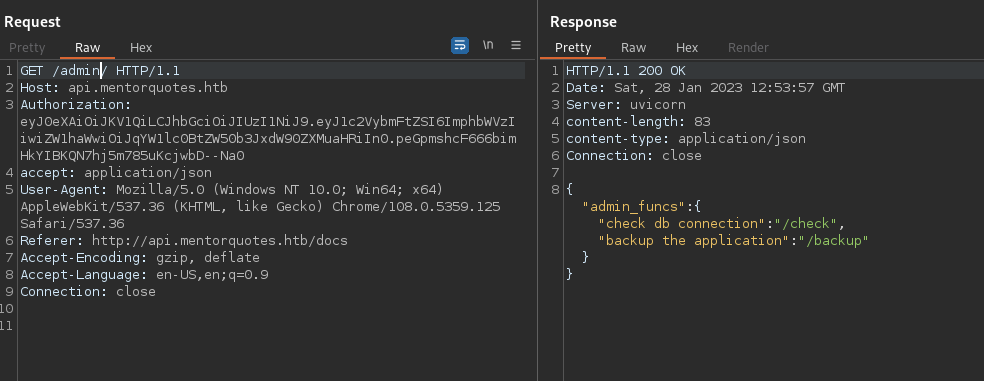 Request
Pretty Raw Hex
\n
1 GET /admin/ HTTP/1.1
2 Host: api.mentorquotes.htb
3 Authorization:
eyJ0eXAiOiJKV1QiLCJhbGciOiJIUzI1NiJ9.eyJ1c2VybmFtZSI6ImphbWVzI
iwiZW1haWwiOiJqYW1lc0BtZW50b3JxdW90ZXMuaHRiIn0.peGpmshcF666bim
HkYIBKQN7hj5m785uKcjwbD--Na0
4 accept: application/json
5 User-Agent: Mozilla/5.0 (Windows NT 10.0; Win64; x64)
AppleWebKit/537.36 (KHTML, like Gecko) Chrome/108.0.5359.125
Safari/537.36
6 Referer: http://api.mentorquotes.htb/docs
7 Accept-Encoding: gzip, deflate
8 Accept-Language: en-US,en;q=0.9
9 Connection: close
10
11
Response
Pretty Raw Hex Render
1 HTTP/1.1 200 OK
2 Date: Sat, 28 Jan 2023 12:53:57 GMT
3 Server: uvicorn
4 content-length: 83
5 content-type: application/json
6 Connection: close
7
8 {
"admin_funcs":{
"check db connection":"/check",
"backup the application":"/backup"
}
}